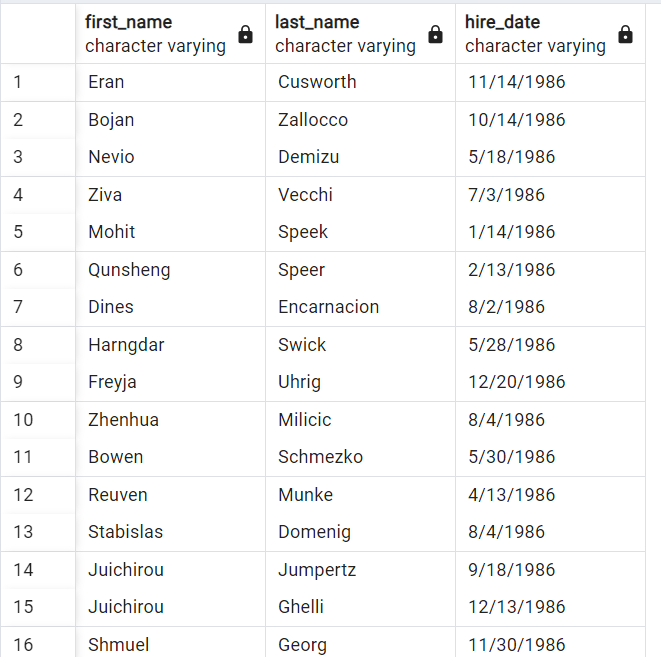 first_name last_name hire_date
character varying character varying character varying
1 Eran Cusworth 11/14/1986
2 Bojan Zallocco 10/14/1986
3 Nevio Demizu 5/18/1986
4 Ziva Vecchi 7/3/1986
5 Mohit Speek 1/14/1986
6 Qunsheng Speer 2/13/1986
7 Dines Encarnacion 8/2/1986
8 Harngdar Swick 5/28/1986
9 Freyja Uhrig 12/20/1986
10 Zhenhua Milicic 8/4/1986
11 Bowen Schmezko 5/30/1986
12 Reuven Munke 4/13/1986
13 Stabislas Domenig 8/4/1986
14 Juichirou Jumpertz 9/18/1986
15 Juichirou Ghelli 12/13/1986
16 Shmuel Georg 11/30/1986